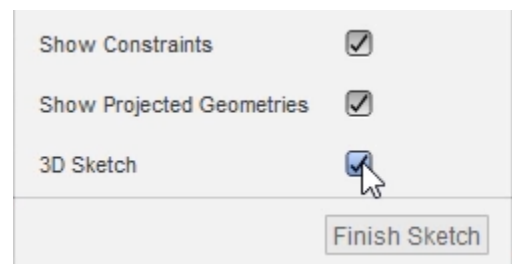 Show Constraints
Show Projected Geometries
3D Sketch
Finish Sketch